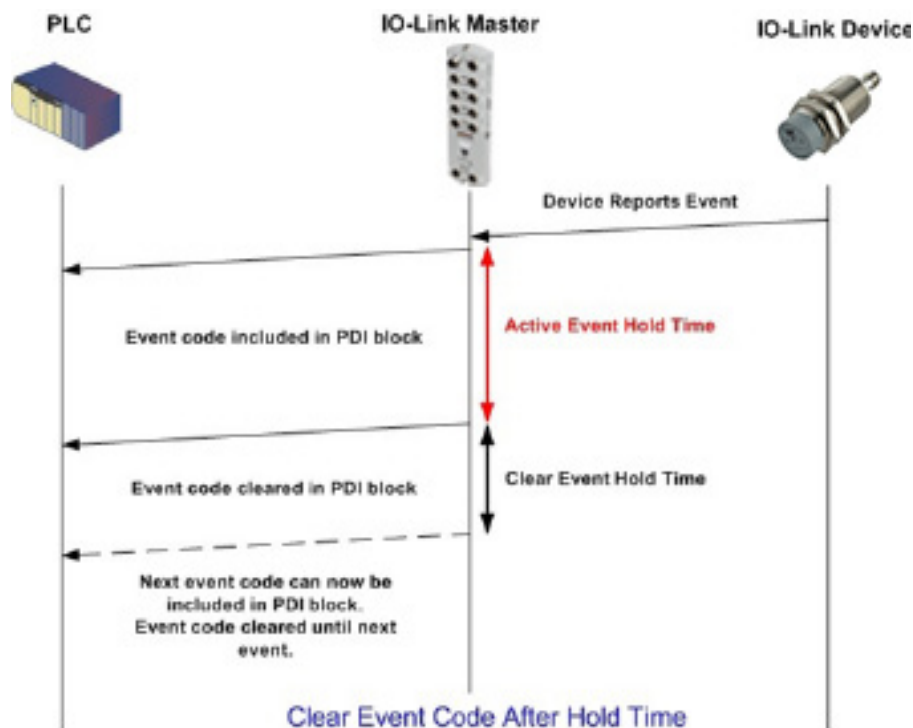 PLC
IO-Link Master
IO-Link Device
Device Reports Event
Event code included in PDI block
Active Event Hold Time
Event code cleared in PDI block
Clear Event Hold Time
Next event code can now be
included in PDI block.
Event code cleared until next
event.
Clear Event Code After Hold Time